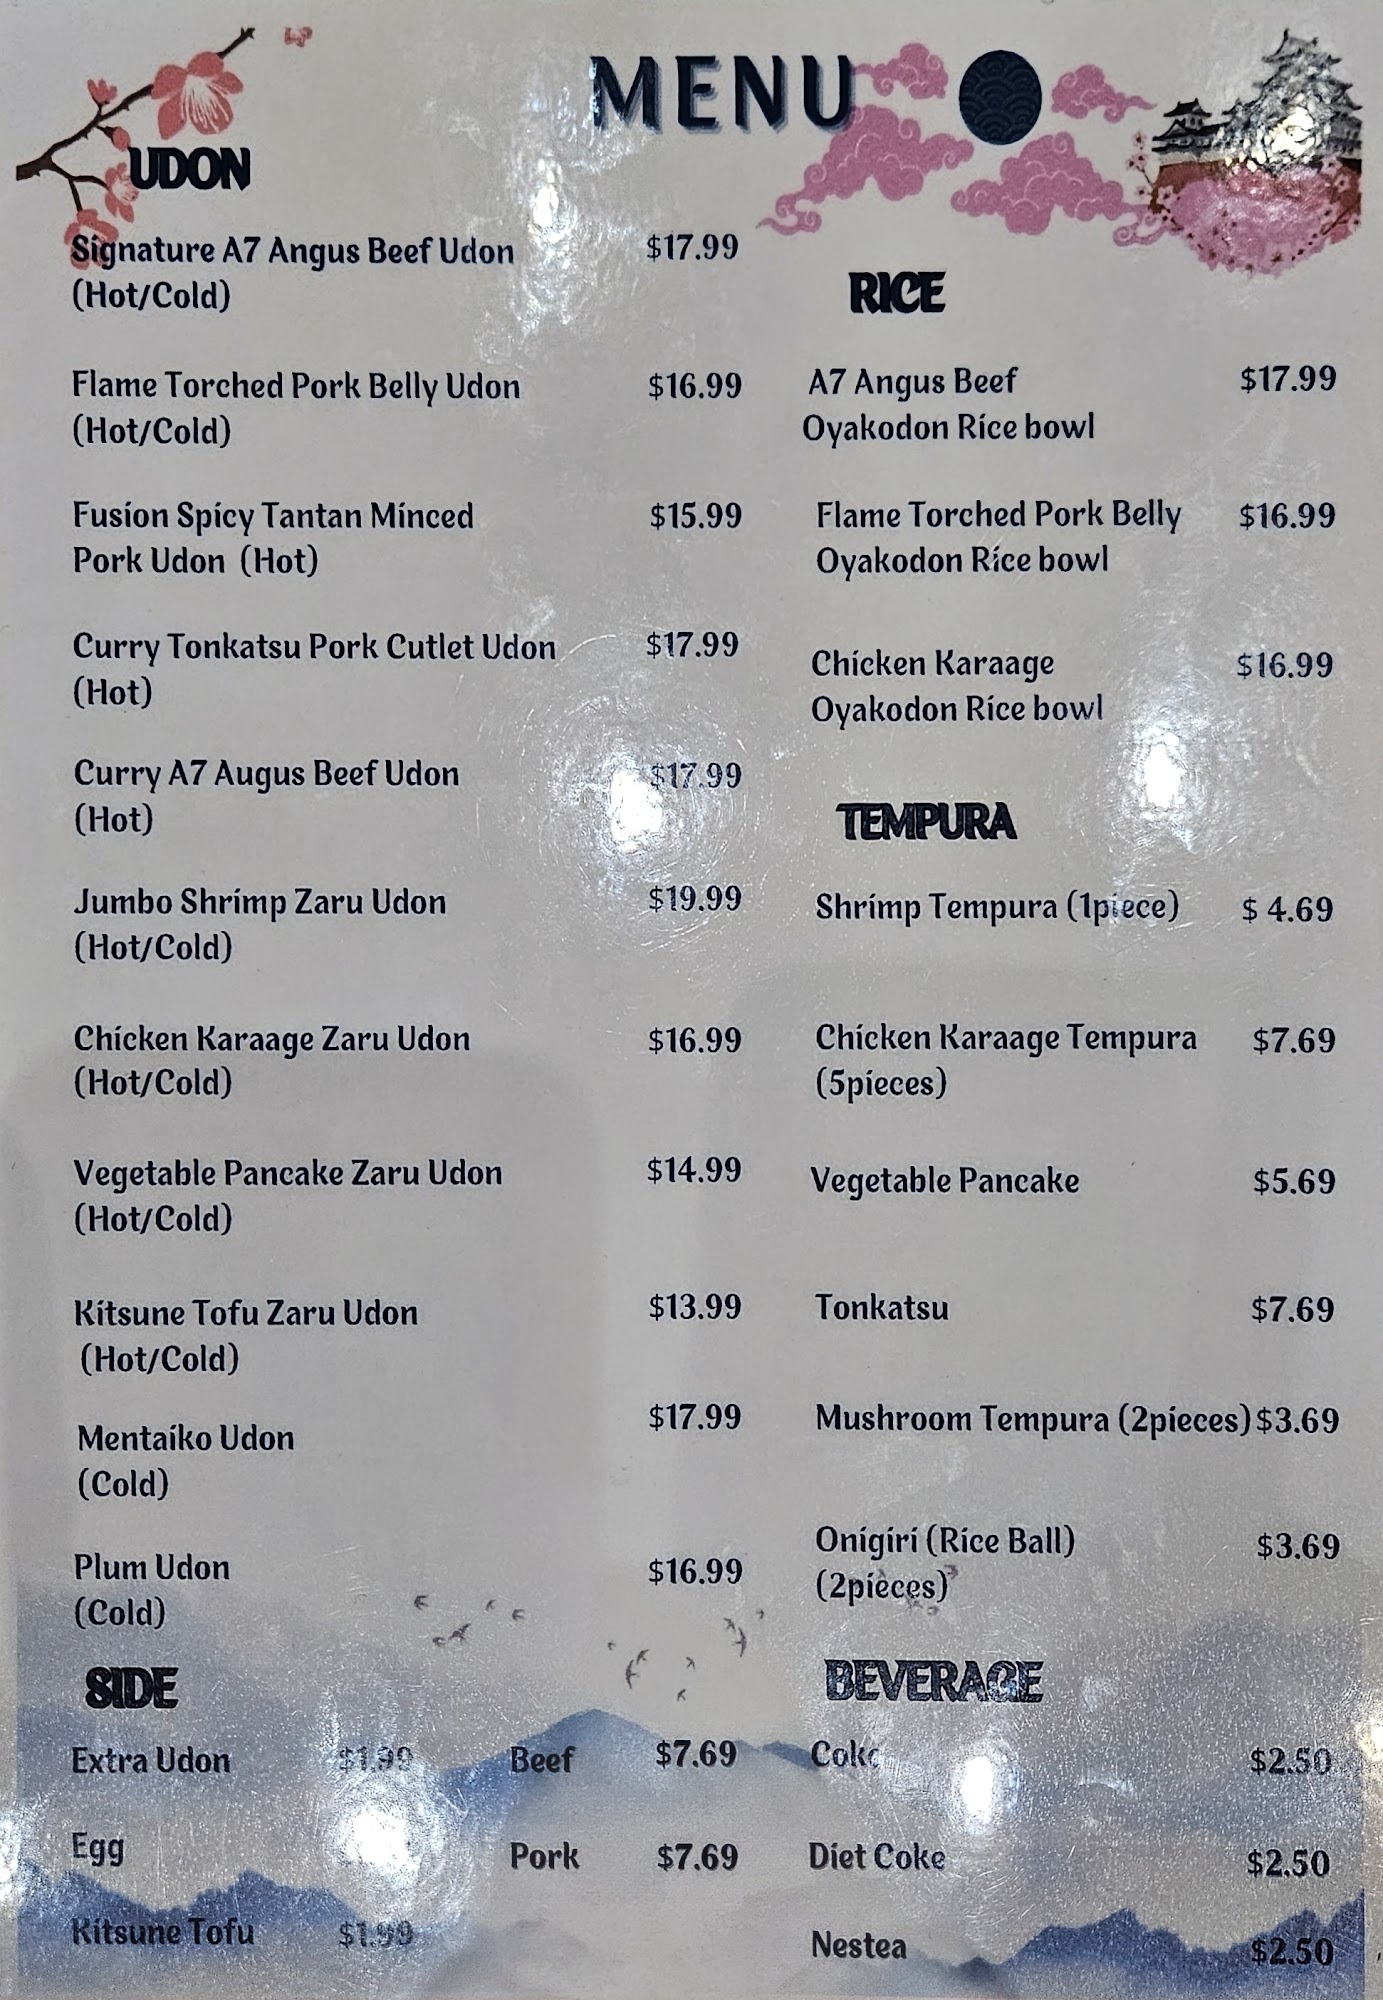 MENU
UDON
Signature A7 Angus Beef Udon $17.99
(Hot/Cold)
Flame Torched Pork Belly Udon $16.99
(Hot/Cold)
Fusion Spicy Tantan Minced $15.99
Pork Udon (Hot)
Curry Tonkatsu Pork Cutlet Udon $17.99
(Hot)
Curry A7 Augus Beef Udon $17.99
(Hot)
Jumbo Shrimp Zaru Udon $19.99
(Hot/Cold)
Chicken Karaage Zaru Udon $16.99
(Hot/Cold)
Vegetable Pancake Zaru Udon $14.99
(Hot/Cold)
Kitsune Tofu Zaru Udon $13.99
(Hot/Cold)
Mentaiko Udon $17.99
(Cold)
Plum Udon $16.99
(Cold)
SIDE
Extra Udon $1.99 Beef $7.69
Egg Pork $7.69
Kitsune Tofu $1.99
RICE
A7 Angus Beef $17.99
Oyakodon Rice bowl
Flame Torched Pork Belly $16.99
Oyakodon Rice bowl
Chicken Karaage $16.99
Oyakodon Rice bowl
TEMPURA
Shrimp Tempura (1piece) $ 4.69
Chicken Karaage Tempura $7.69
(5pieces)
Vegetable Pancake $5.69
Tonkatsu $7.69
Mushroom Tempura (2pieces) $3.69
Onigiri (Rice Ball) $3.69
(2pieces)
BEVERAGE
Coke $2.50
Diet Coke $2.50
Nestea $2.50